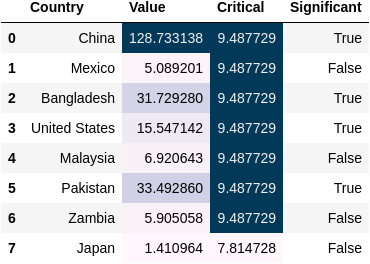 Country Value Critical Significant
0 China 128.733138 9.487729 True
1 Mexico 5.089201 9.487729 False
2 Bangladesh 31.729280 9.487729 True
3 United States 15.547142 9.487729 True
4 Malaysia 6.920643 9.487729 False
5 Pakistan 33.492860 9.487729 True
6 Zambia 5.905058 9.487729 False
7 Japan 1.410964 7.814728 False